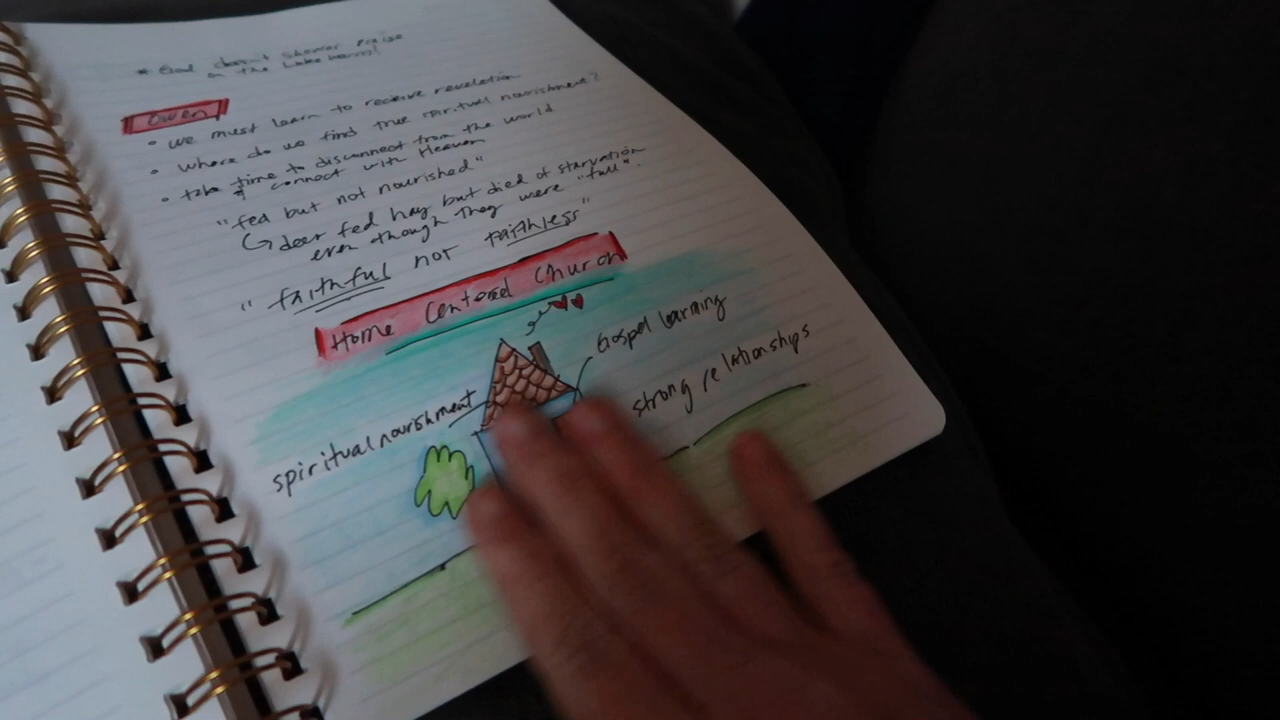 * God doesn't shower praise
on the Lukewarm!
Owen
• we must learn to receive revelation
• where do we find true spiritual nourishment?
• take time to disconnect from the world
& connect with Heaven
"fed but not nourished"
↳ deer fed hay but died of starvation
even though they were "full".
"faithful not faithless"
Home Centered Church
Gospel learning
strong relationships
spiritual nourishment